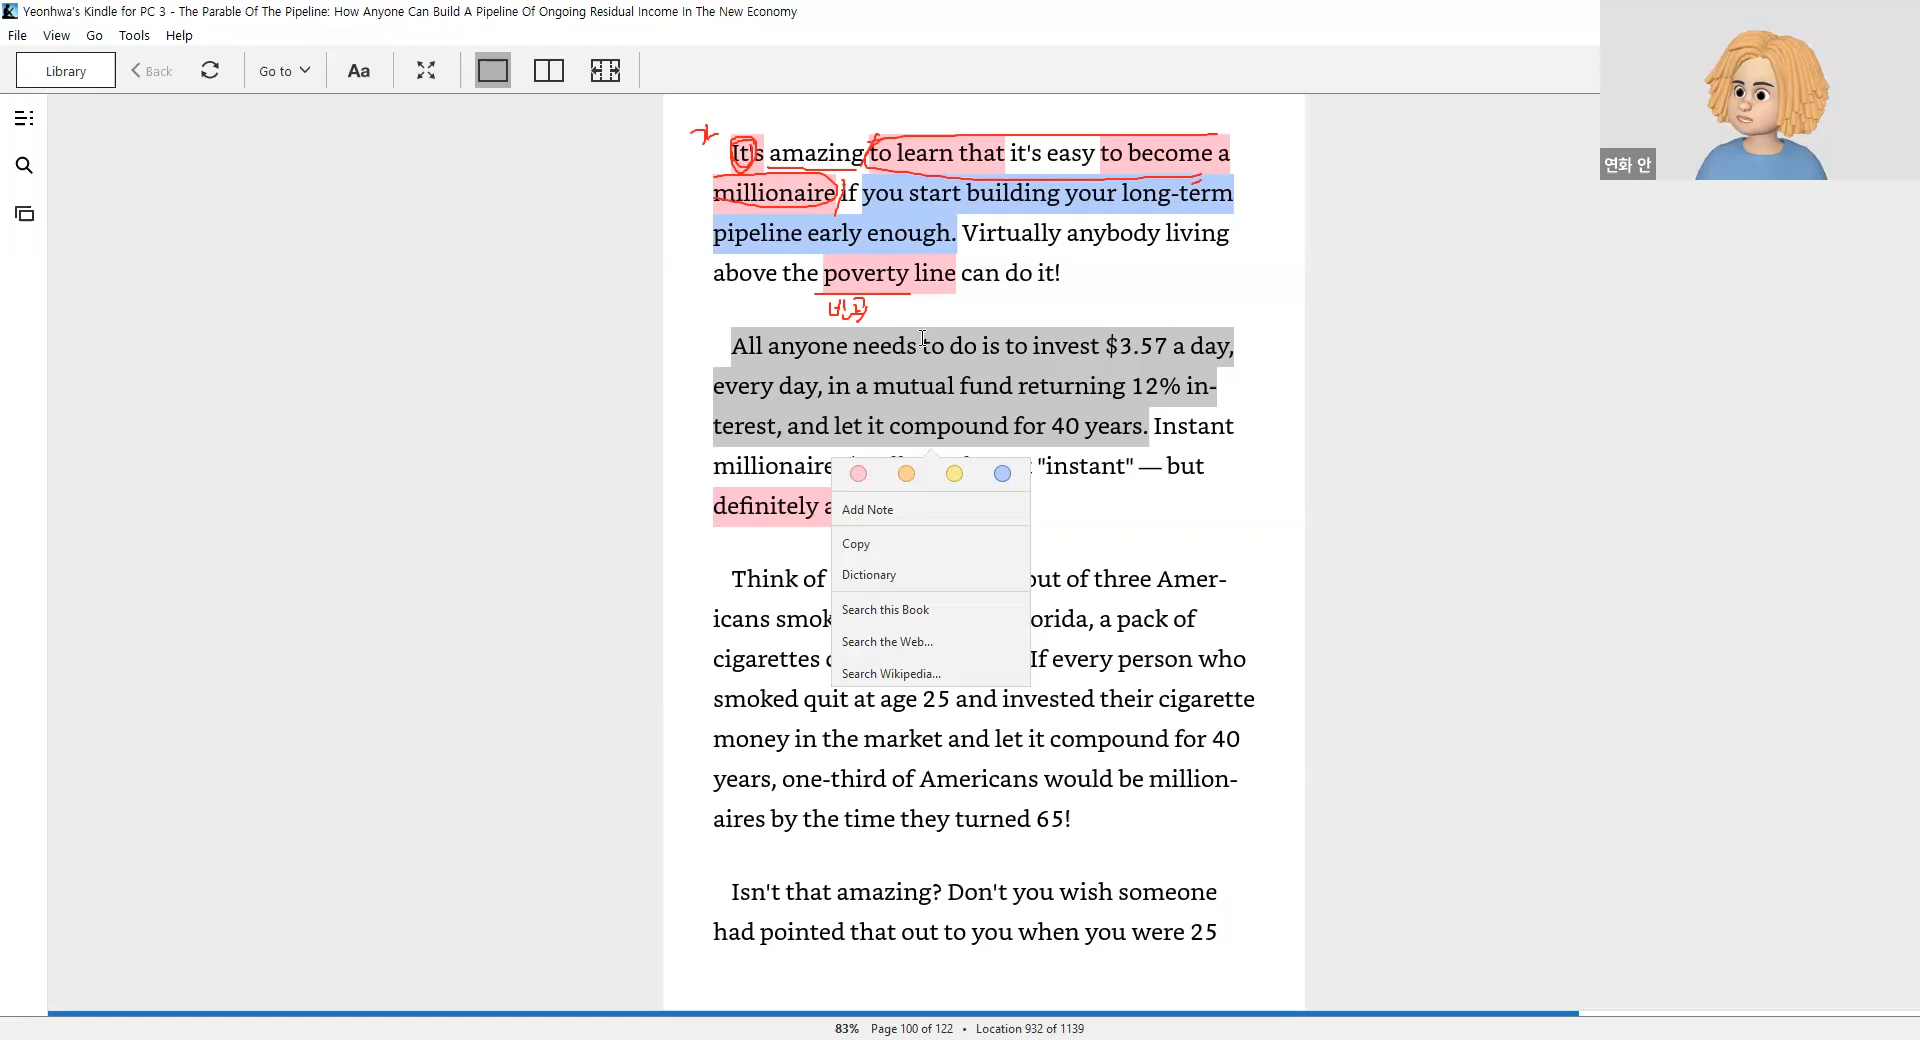 Yeonhwa's Kindle for PC 3 - The Parable Of The Pipeline: How Anyone Can Build A Pipeline Of Ongoing Residual Income In The New Economy
File View Go Tools Help
Library Back Go to Aa
연화 안
It's amazing to learn that it's easy to become a
millionaire if you start building your long-term
pipeline early enough. Virtually anybody living
above the poverty line can do it!
빈곤
All anyone needs to do is to invest $3.57 a day,
every day, in a mutual fund returning 12% in-
terest, and let it compound for 40 years. Instant
millionaire "instant" — but
definitely a
Add Note
Copy
Dictionary
Search this Book
Search the Web...
Search Wikipedia...
Think of out of three Amer-
icans smok orida, a pack of
cigarettes If every person who
smoked quit at age 25 and invested their cigarette
money in the market and let it compound for 40
years, one-third of Americans would be million-
aires by the time they turned 65!
Isn't that amazing? Don't you wish someone
had pointed that out to you when you were 25
83% Page 100 of 122 • Location 932 of 1139